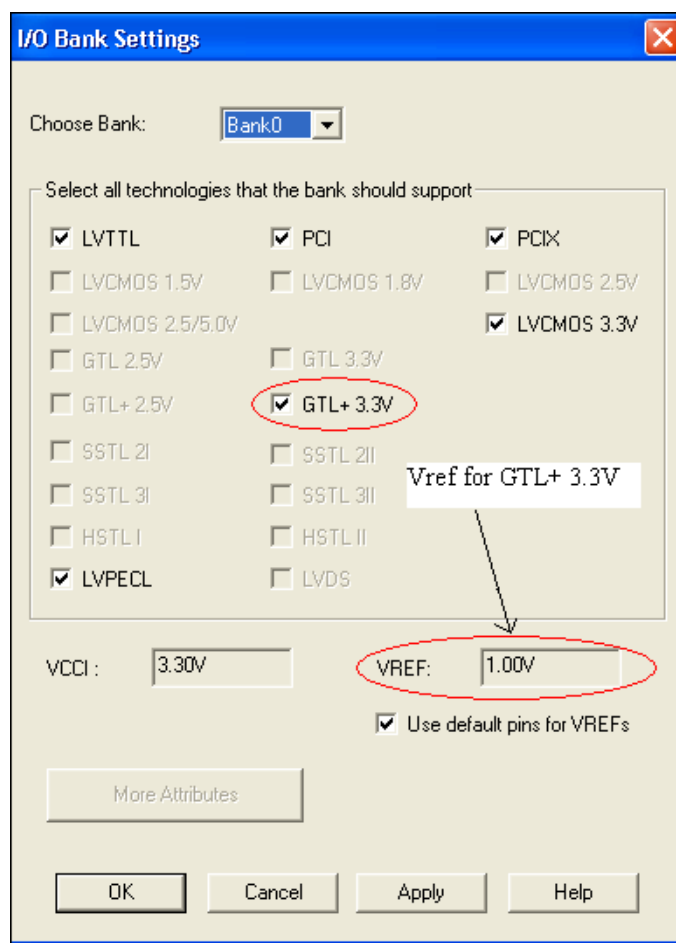 I/O Bank Settings
Choose Bank: Bank0
Select all technologies that the bank should support
LVTTL PCI PCIX
LVCMOS 1.5V LVCMOS 1.8V LVCMOS 2.5V
LVCMOS 2.5/5.0V LVCMOS 3.3V
GTL 2.5V GTL 3.3V
GTL+ 2.5V GTL+ 3.3V
SSTL 2I SSTL 2II
Vref for GTL+ 3.3V
SSTL 3I SSTL 3II
HSTL I HSTL II
LVPECL LVDS
VCCI : 3.30V VREF: 1.00V
Use default pins for VREFs
More Attributes
OK Cancel Apply Help